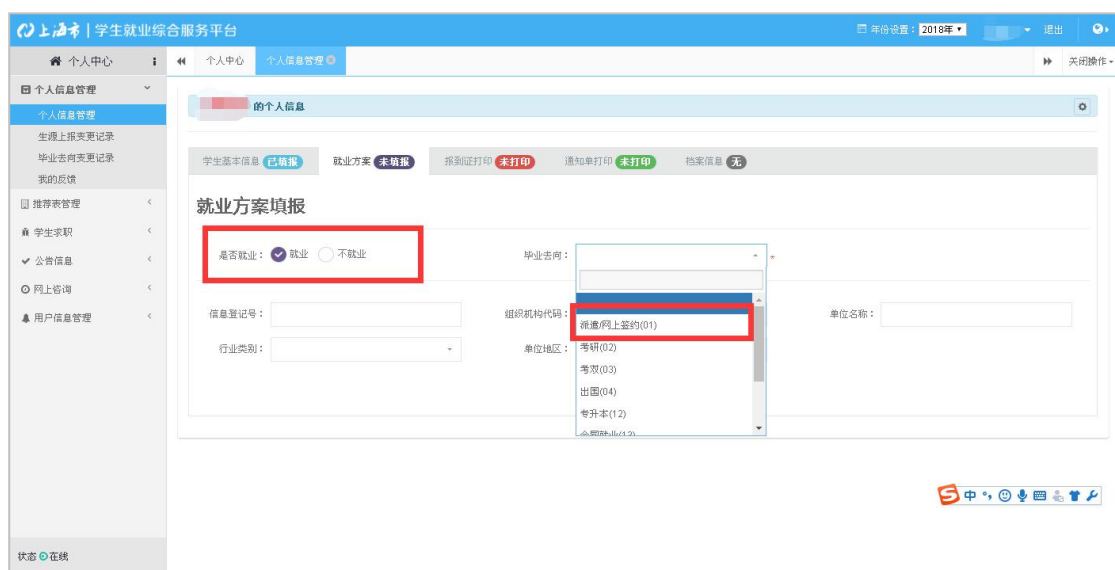 上海市 | 学生就业综合服务平台
年份设置： 2018年 退出
个人中心 个人中心 个人信息管理 关闭操作
个人信息管理
个人信息管理
生源上报变更记录
毕业去向变更记录
我的反馈
推荐表管理
学生求职
公告信息
网上咨询
用户信息管理
的个人信息
学生基本信息 已填报 就业方案 未填报 报到证打印 未打印 通知单打印 未打印 档案信息 无
就业方案填报
是否就业： 就业 不就业 毕业去向： *
信息登记号： 组织机构代码： 单位名称：
行业类别： 单位地区：
派遣/网上签约(01)
考研(02)
考双(03)
出国(04)
专升本(12)
合同就业(13)
中
状态 在线